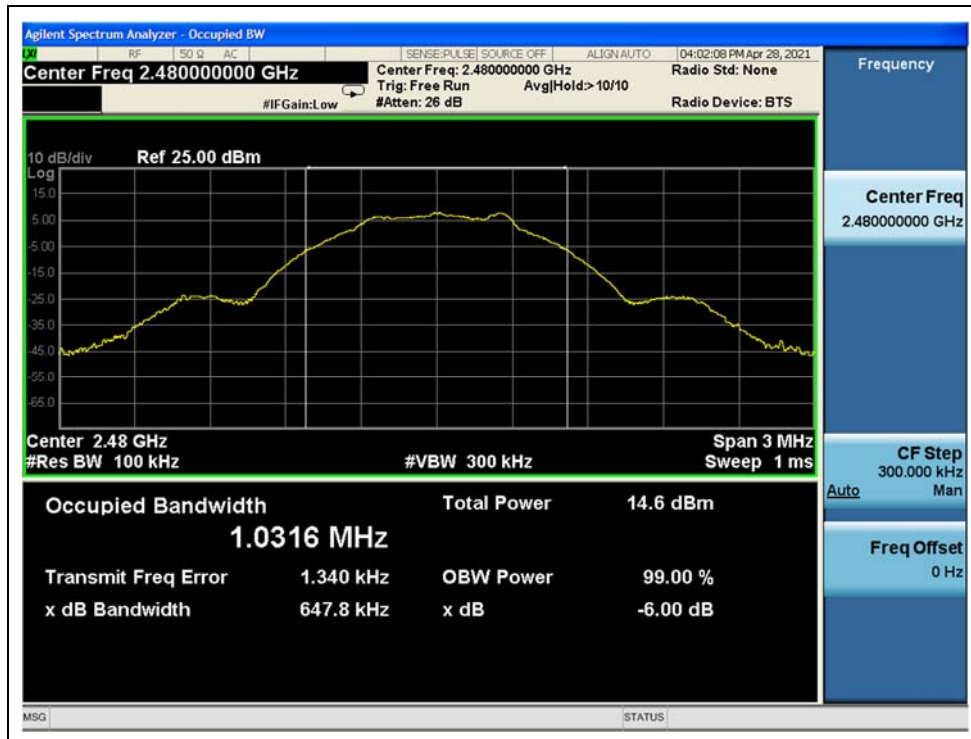 Agilent Spectrum Analyzer - Occupied BW
LXI RF 50 Ω AC SENSE:PULSE SOURCE OFF ALIGNAUTO 04:02:08 PM Apr 28, 2021
Center Freq 2.480000000 GHz Center Freq: 2.480000000 GHz Radio Std: None
Trig: Free Run Avg|Hold:> 10/10
#IFGain:Low #Atten: 26 dB Radio Device: BTS
10 dB/div Ref 25.00 dBm
Log
15.0
5.00
-5.00
-15.0
-25.0
-35.0
-45.0
-55.0
-65.0
Center 2.48 GHz Span 3 MHz
#Res BW 100 kHz #VBW 300 kHz Sweep 1 ms
Occupied Bandwidth Total Power 14.6 dBm
1.0316 MHz
Transmit Freq Error 1.340 kHz OBW Power 99.00 %
x dB Bandwidth 647.8 kHz x dB -6.00 dB
Frequency
Center Freq
2.480000000 GHz
CF Step
300.000 kHz
Auto Man
Freq Offset
0 Hz
MSG STATUS